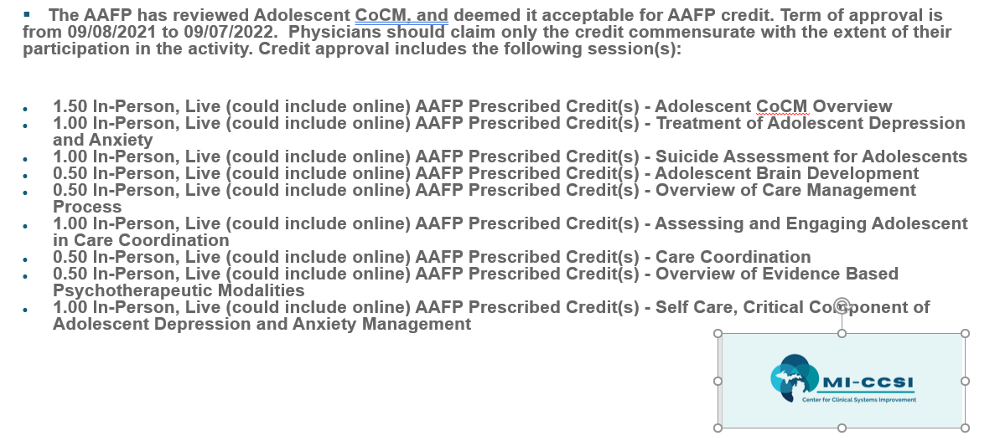 ▪ The AAFP has reviewed Adolescent CoCM, and deemed it acceptable for AAFP credit. Term of approval is
from 09/08/2021 to 09/07/2022. Physicians should claim only the credit commensurate with the extent of their
participation in the activity. Credit approval includes the following session(s):
• 1.50 In-Person, Live (could include online) AAFP Prescribed Credit(s) - Adolescent CoCM Overview
• 1.00 In-Person, Live (could include online) AAFP Prescribed Credit(s) - Treatment of Adolescent Depression
and Anxiety
• 1.00 In-Person, Live (could include online) AAFP Prescribed Credit(s) - Suicide Assessment for Adolescents
• 0.50 In-Person, Live (could include online) AAFP Prescribed Credit(s) - Adolescent Brain Development
• 0.50 In-Person, Live (could include online) AAFP Prescribed Credit(s) - Overview of Care Management
Process
• 1.00 In-Person, Live (could include online) AAFP Prescribed Credit(s) - Assessing and Engaging Adolescent
in Care Coordination
• 0.50 In-Person, Live (could include online) AAFP Prescribed Credit(s) - Care Coordination
• 0.50 In-Person, Live (could include online) AAFP Prescribed Credit(s) - Overview of Evidence Based
Psychotherapeutic Modalities
• 1.00 In-Person, Live (could include online) AAFP Prescribed Credit(s) - Self Care, Critical Component of
Adolescent Depression and Anxiety Management
MI-CCSI
Center for Clinical Systems Improvement